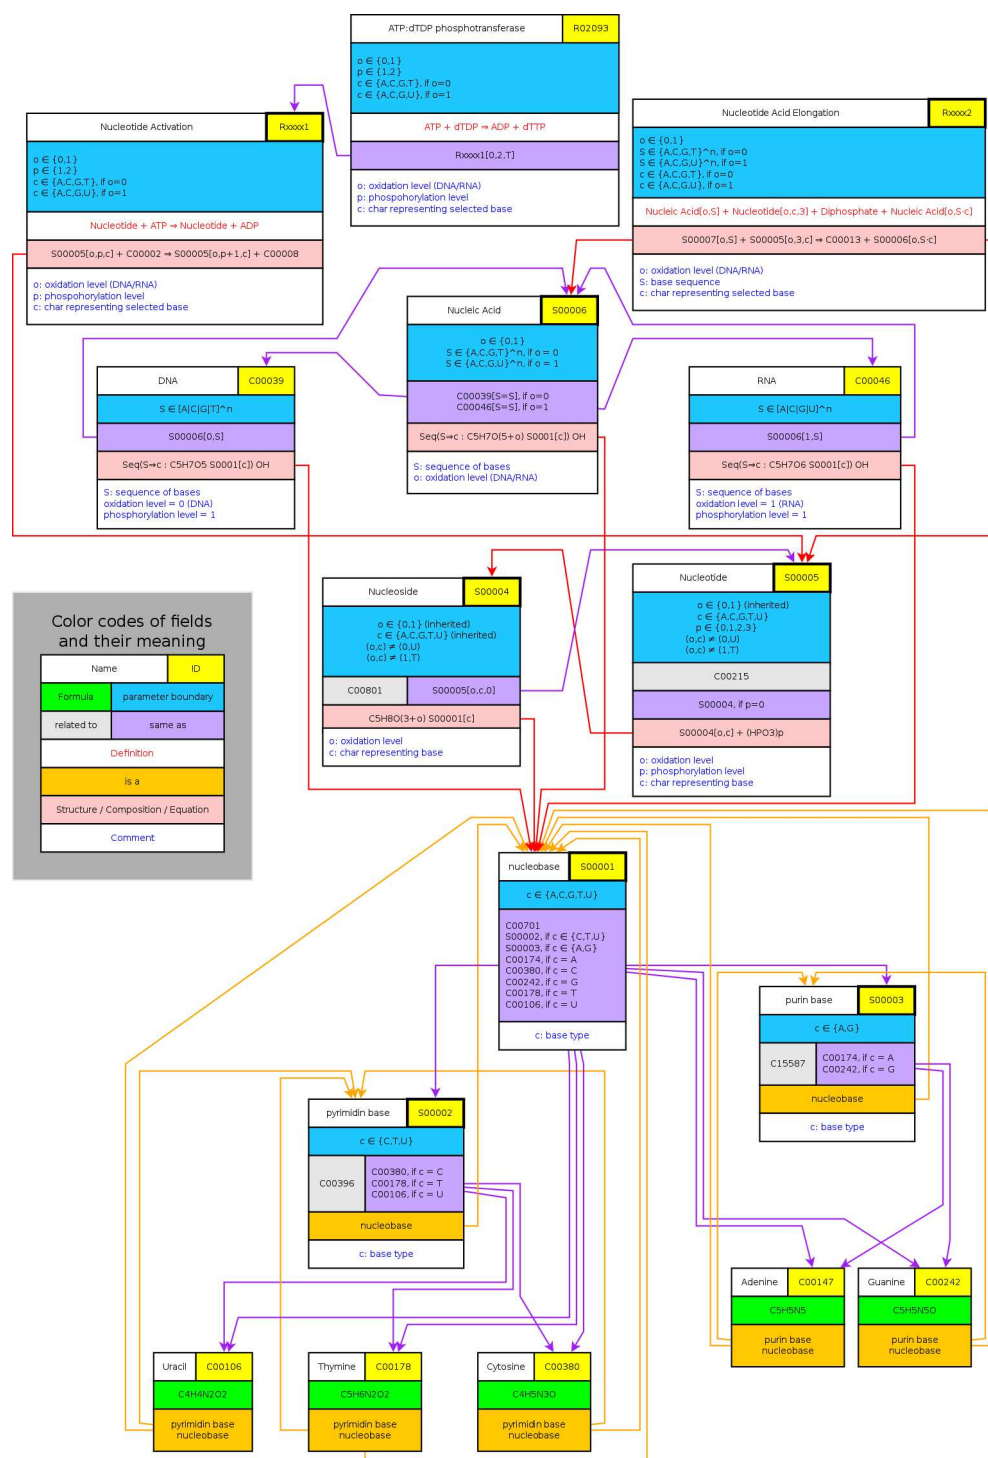 ATP:dTDP phosphotransferase
R02093
o ∈ {0,1}
p ∈ {1,2}
c ∈ {A,C,G,T}, if o=0
c ∈ {A,C,G,U}, if o=1
ATP + dTDP ⇒ ADP + dTTP
Rxxxx1[0,2,T]
o: oxidation level (DNA/RNA)
p: phospohorylation level
c: char representing selected base
Nucleotide Activation
Rxxxx1
o ∈ {0,1}
p ∈ {1,2}
c ∈ {A,C,G,T}, if o=0
c ∈ {A,C,G,U}, if o=1
Nucleotide + ATP ⇒ Nucleotide + ADP
S00005[o,p,c] + C00002 ⇒ S00005[o,p+1,c] + C00008
o: oxidation level (DNA/RNA)
p: phospohorylation level
c: char representing selected base
Nucleotide Acid Elongation
Rxxxx2
o ∈ {0,1}
S ∈ {A,C,G,T}^n, if o=0
S ∈ {A,C,G,U}^n, if o=1
c ∈ {A,C,G,T}, if o=0
c ∈ {A,C,G,U}, if o=1
Nucleic Acid[o,S] + Nucleotide[o,c,3] + Diphosphate + Nucleic Acid[o,S·c]
S00007[o,S] + S00005[o,3,c] ⇒ C00013 + S00006[o,S·c]
o: oxidation level (DNA/RNA)
S: base sequence
c: char representing selected base
Nucleic Acid
S00006
o ∈ {0,1}
S ∈ {A,C,G,T}^n, if o = 0
S ∈ {A,C,G,U}^n, if o = 1
C00039[S=S], if o=0
C00046[S=S], if o=1
Seq(S⇒c : C5H7O(5+o) S0001[c]) OH
S: sequence of bases
o: oxidation level (DNA/RNA)
DNA
C00039
S ∈ [A|C|G|T]^n
S00006[0,S]
Seq(S⇒c : C5H7O5 S0001[c]) OH
S: sequence of bases
oxidation level = 0 (DNA)
phosphorylation level = 1
RNA
C00046
S ∈ [A|C|G|U]^n
S00006[1,S]
Seq(S⇒c : C5H7O6 S0001[c]) OH
S: sequence of bases
oxidation level = 1 (RNA)
phosphorylation level = 1
Nucleoside
S00004
o ∈ {0,1} (inherited)
c ∈ {A,C,G,T,U} (inherited)
(o,c) ≠ (0,U)
(o,c) ≠ (1,T)
C00801
S00005[o,c,0]
C5H8O(3+o) S00001[c]
o: oxidation level
c: char representing base
Nucleotide
S00005
o ∈ {0,1} (inherited)
c ∈ {A,C,G,T,U}
p ∈ {0,1,2,3}
(o,c) ≠ (0,U)
(o,c) ≠ (1,T)
C00215
S00004, if p=0
S00004[o,c] + (HPO3)p
o: oxidation level
p: phosphorylation level
c: char representing base
Color codes of fields
and their meaning
Name
ID
Formula
parameter boundary
related to
same as
Definition
is a
Structure / Composition / Equation
Comment
nucleobase
S00001
c ∈ {A,C,G,T,U}
C00701
S00002, if c ∈ {C,T,U}
S00003, if c ∈ {A,G}
C00174, if c = A
C00380, if c = C
C00242, if c = G
C00178, if c = T
C00106, if c = U
c: base type
purin base
S00003
c ∈ {A,G}
C15587
C00174, if c = A
C00242, if c = G
nucleobase
c: base type
pyrimidin base
S00002
c ∈ {C,T,U}
C00396
C00380, if c = C
C00178, if c = T
C00106, if c = U
nucleobase
c: base type
Adenine
C00147
C5H5N5
purin base
nucleobase
Guanine
C00242
C5H5N5O
purin base
nucleobase
Uracil
C00106
C4H4N2O2
pyrimidin base
nucleobase
Thymine
C00178
C5H6N2O2
pyrimidin base
nucleobase
Cytosine
C00380
C4H5N3O
pyrimidin base
nucleobase